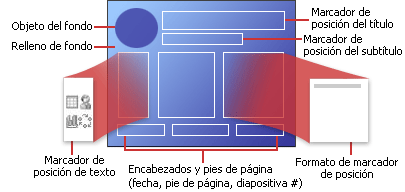 Objeto del fondo
Relleno de fondo
Marcador de
posición del título
Marcador de
posición del subtítulo
Marcador de
posición de texto
Encabezados y pies de página
(fecha, pie de página, diapositiva #)
Formato de marcador
de posición